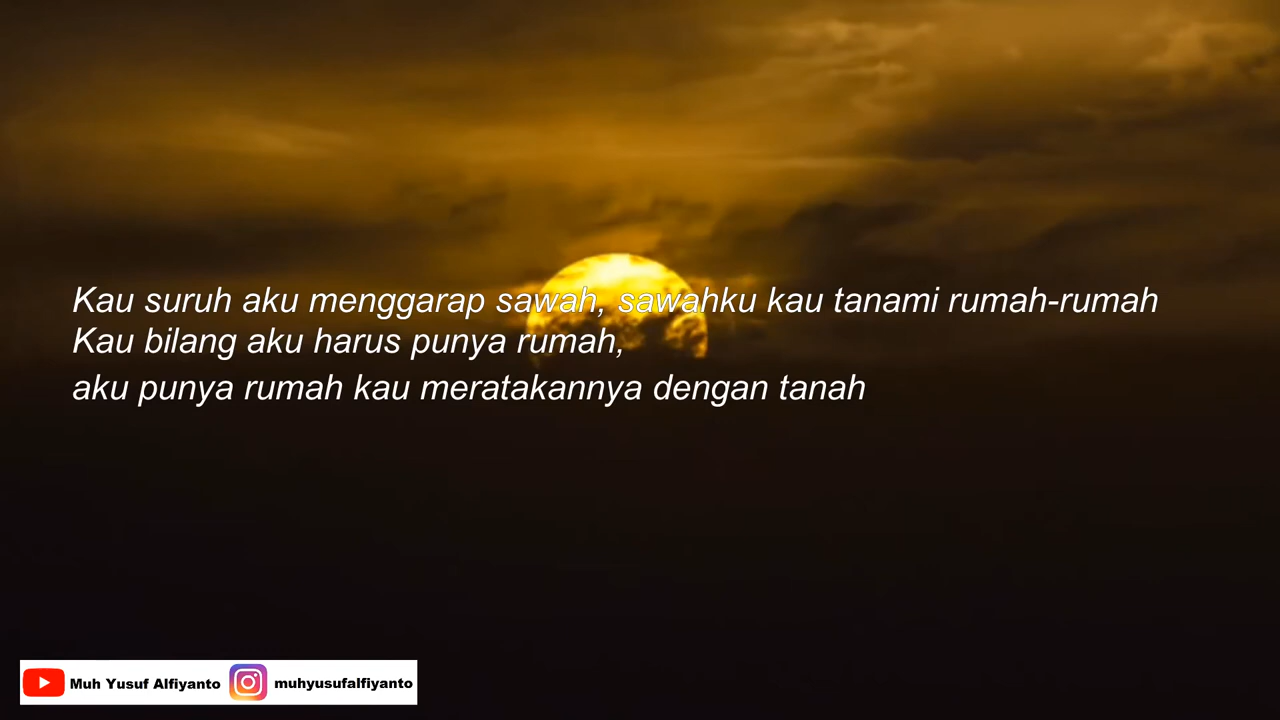 Kau suruh aku menggarap sawah, sawahku kau tanami rumah-rumah
Kau bilang aku harus punya rumah,
aku punya rumah kau meratakannya dengan tanah
Muh Yusuf Alfiyanto muhyusufalfiyanto